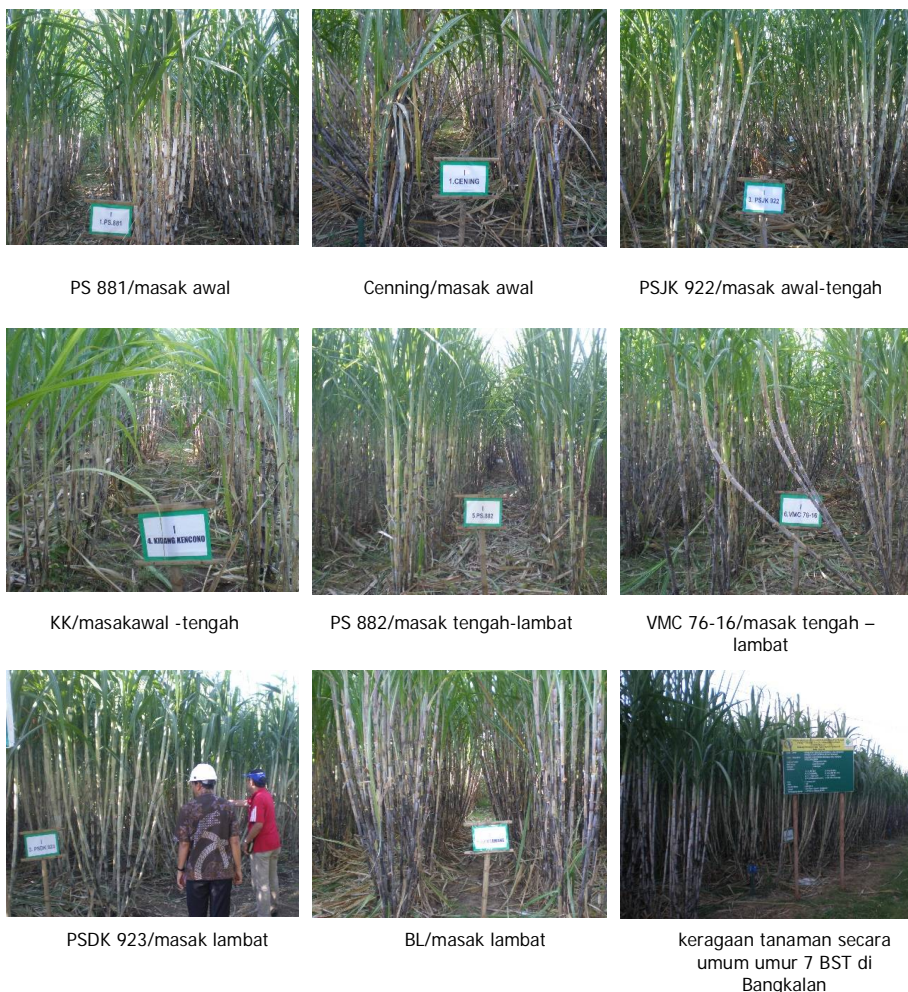 I
1.PS.881
I
1.CENING
I
3. PSJK 922
PS 881/masak awal
Cenning/masak awal
PSJK 922/masak awal-tengah
I
4. KIDANG KENCONO
I
5.PS.882
I
6.VMC 76-16
KK/masakawal -tengah
PS 882/masak tengah-lambat
VMC 76-16/masak tengah –
lambat
I
PSDK 923
PSDK 923/masak lambat
BL/masak lambat
keragaan tanaman secara
umum umur 7 BST di
Bangkalan